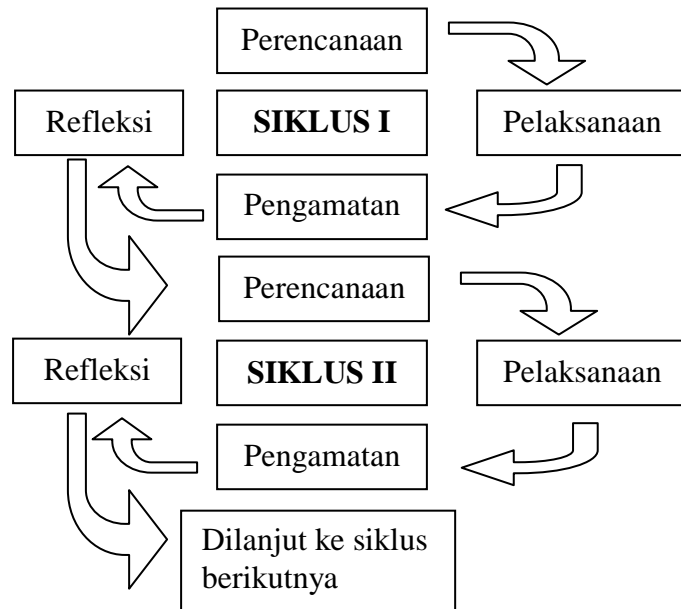 Perencanaan
Refleksi
SIKLUS I
Pelaksanaan
Pengamatan
Perencanaan
Refleksi
SIKLUS II
Pelaksanaan
Pengamatan
Dilanjut ke siklus
berikutnya